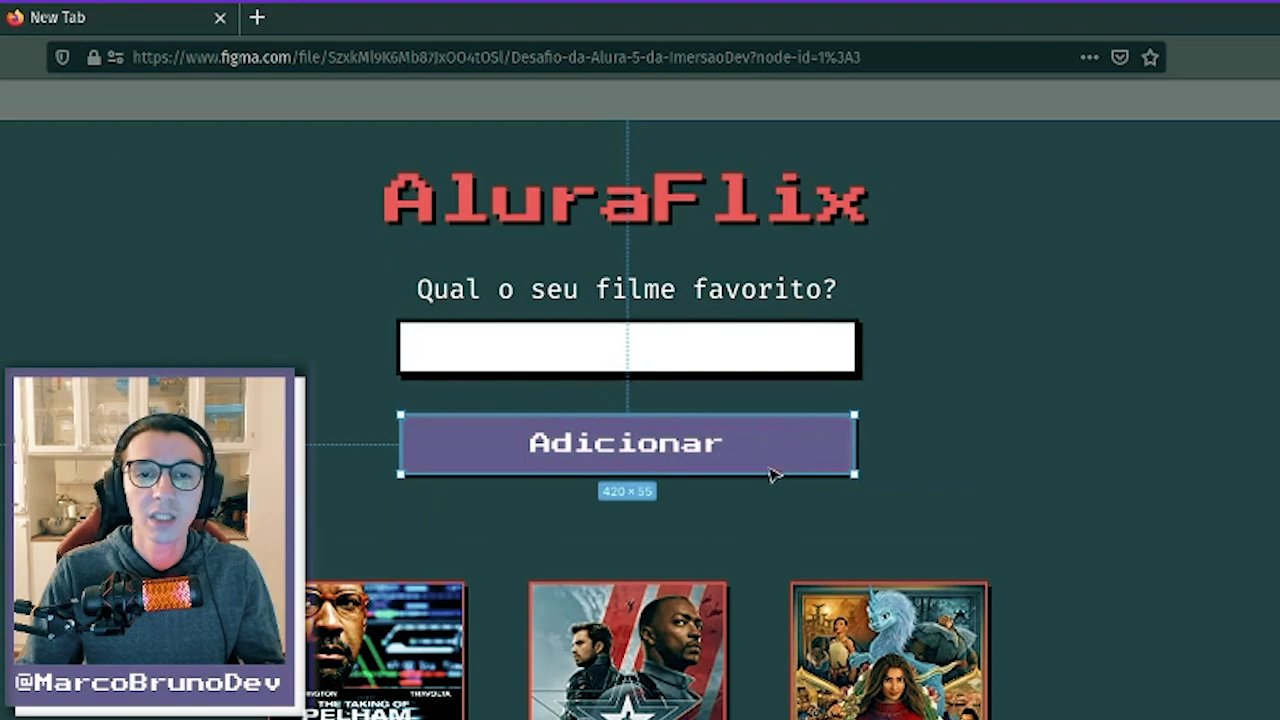 New Tab
https://www.figma.com/file/SzxkMl9K6Mb87JxOO4tOSl/Desafio-da-Alura-5-da-ImersaoDev?node-id=1%3A3
AluraFlix
Qual o seu filme favorito?
Adicionar
420 × 55
@MarcoBrunoDev
TRAVOLTA
THE TAKING OF
PELHAM